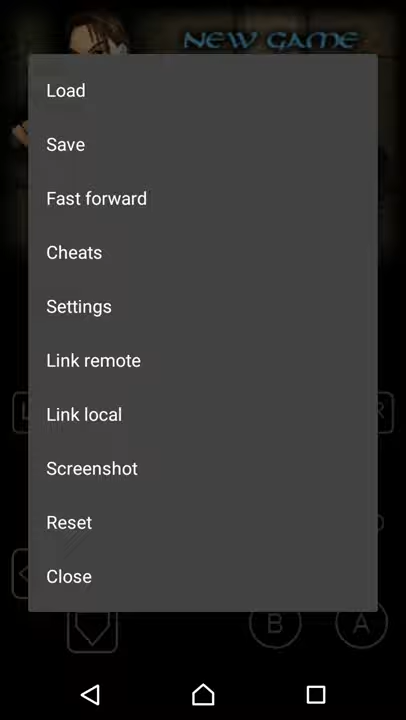 NEW GAME
Load
Save
Fast forward
Cheats
Settings
Link remote
Link local
Screenshot
Reset
Close
L
R
B
A